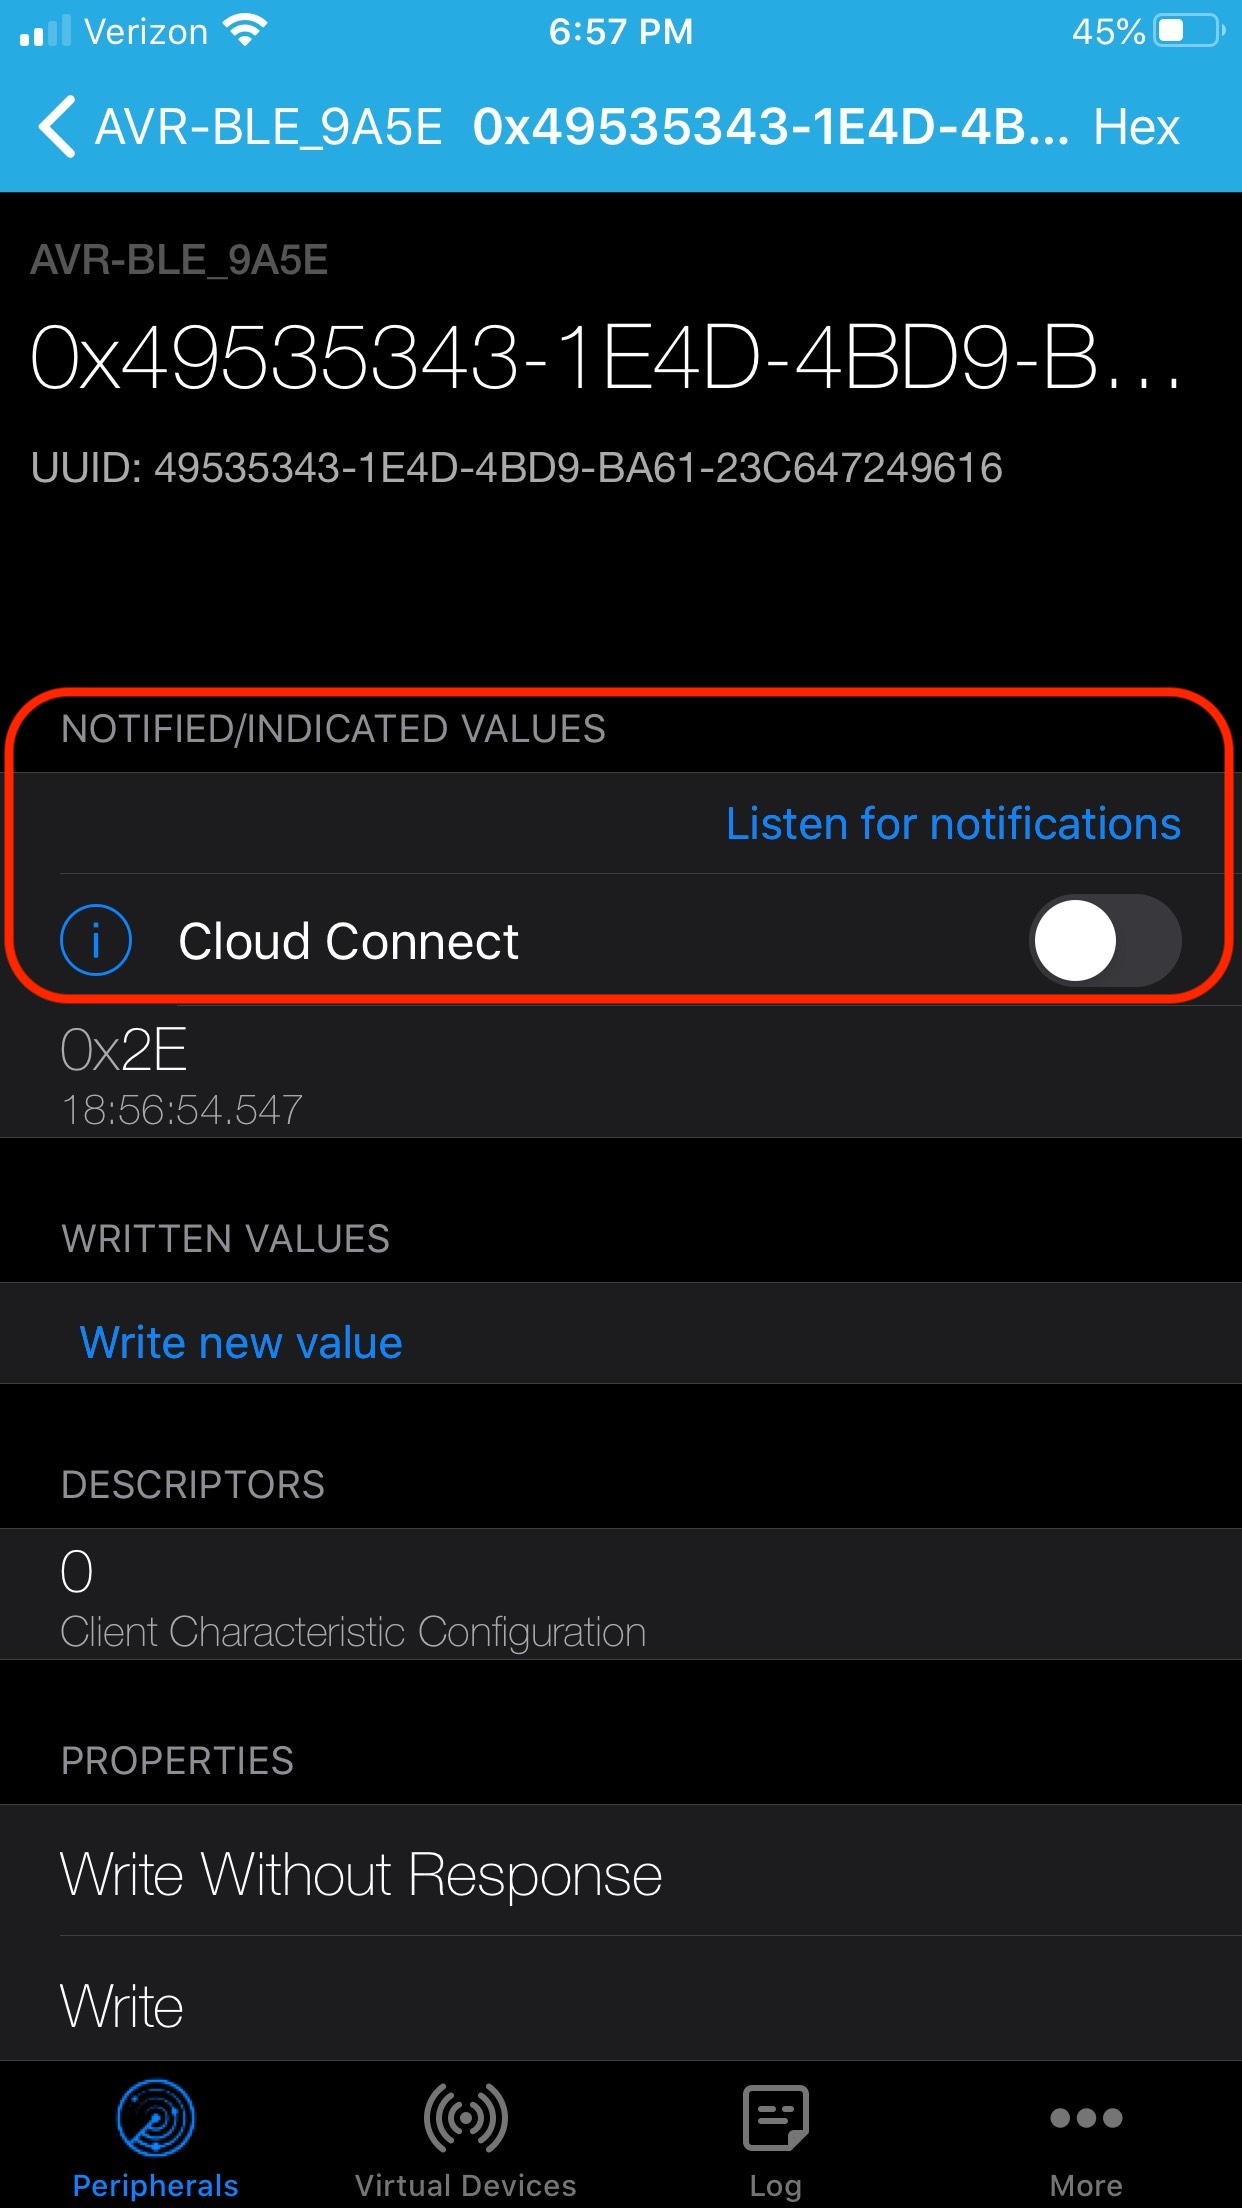 Verizon 6:57 PM 45%
AVR-BLE_9A5E 0x49535343-1E4D-4B... Hex
AVR-BLE_9A5E
0x49535343-1E4D-4BD9-B...
UUID: 49535343-1E4D-4BD9-BA61-23C647249616
NOTIFIED/INDICATED VALUES
Listen for notifications
i Cloud Connect
0x2E
18:56:54.547
WRITTEN VALUES
Write new value
DESCRIPTORS
0
Client Characteristic Configuration
PROPERTIES
Write Without Response
Write
Peripherals Virtual Devices Log More